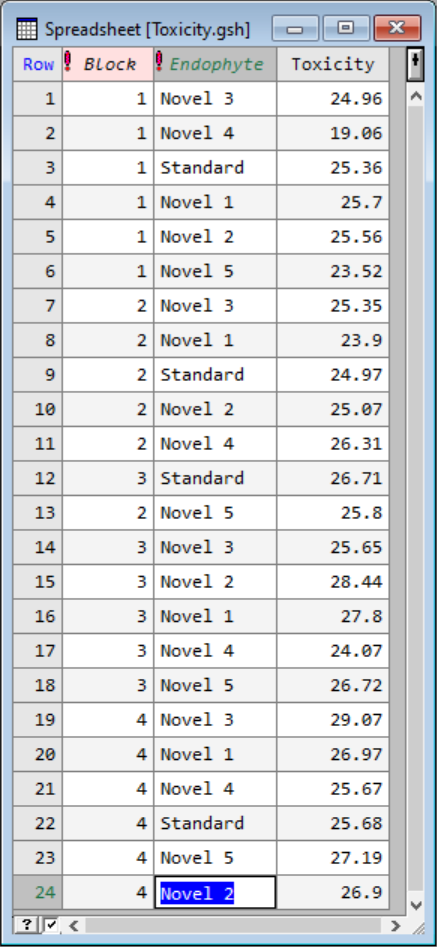 Spreadsheet [Toxicity.gsh]
Row ! Block ! Endophyte Toxicity
1 1 Novel 3 24.96
2 1 Novel 4 19.06
3 1 Standard 25.36
4 1 Novel 1 25.7
5 1 Novel 2 25.56
6 1 Novel 5 23.52
7 2 Novel 3 25.35
8 2 Novel 1 23.9
9 2 Standard 24.97
10 2 Novel 2 25.07
11 2 Novel 4 26.31
12 3 Standard 26.71
13 2 Novel 5 25.8
14 3 Novel 3 25.65
15 3 Novel 2 28.44
16 3 Novel 1 27.8
17 3 Novel 4 24.07
18 3 Novel 5 26.72
19 4 Novel 3 29.07
20 4 Novel 1 26.97
21 4 Novel 4 25.67
22 4 Standard 25.68
23 4 Novel 5 27.19
24 4 Novel 2 26.9
?